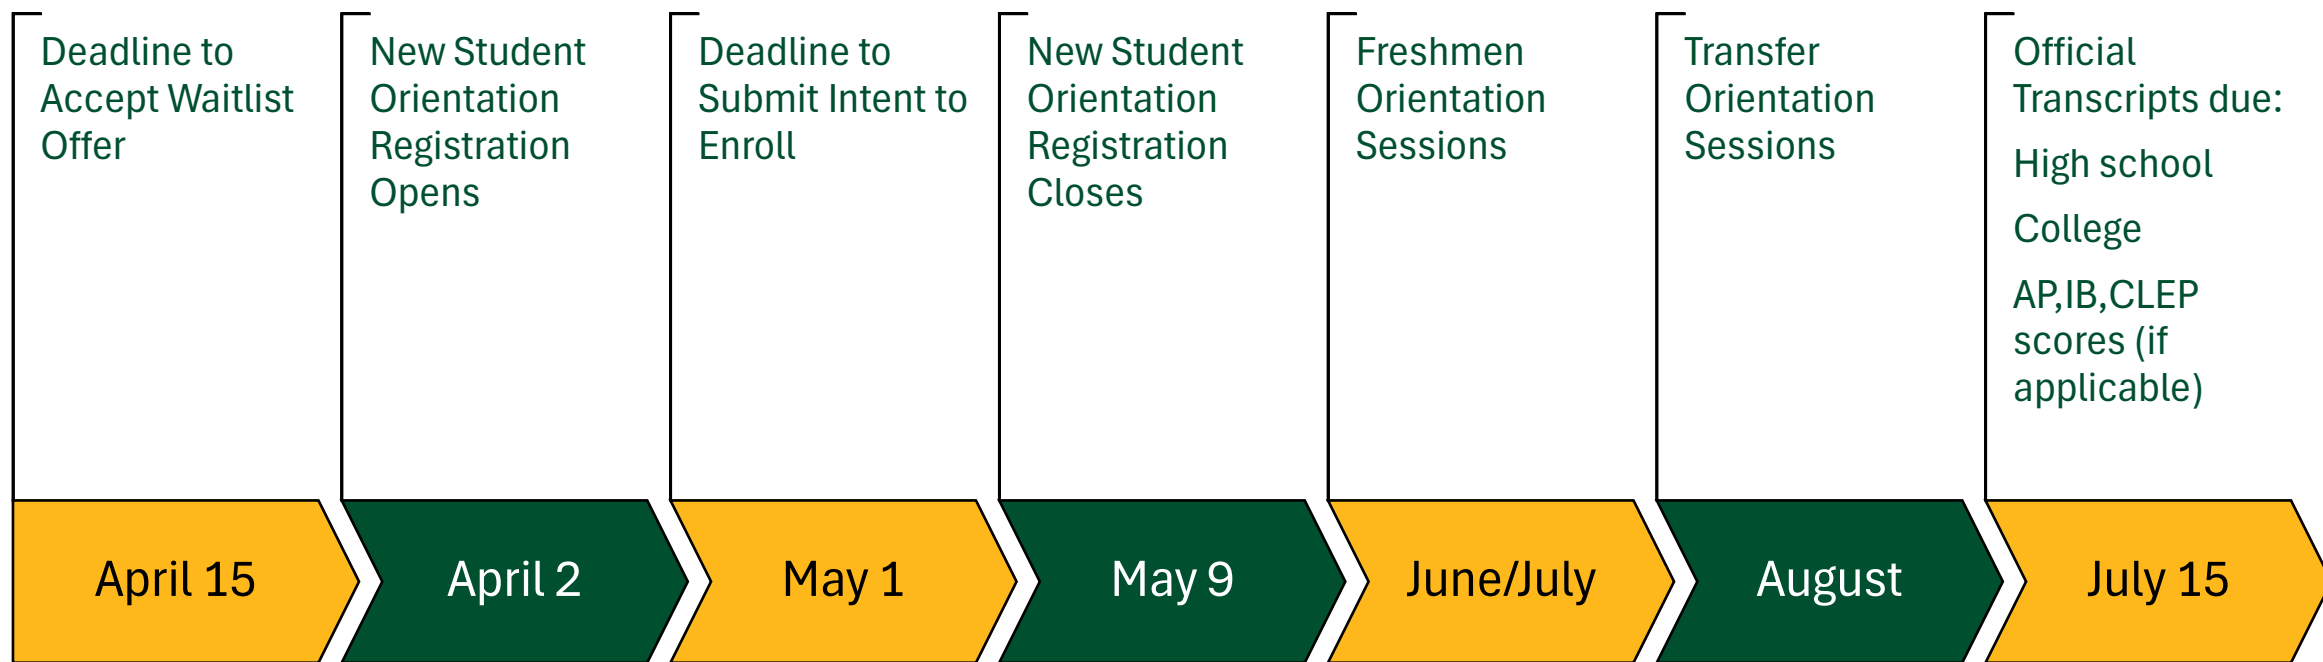 Deadline to
Accept Waitlist
Offer
April 15
New Student
Orientation
Registration
Opens
April 2
Deadline to
Submit Intent to
Enroll
May 1
New Student
Orientation
Registration
Closes
May 9
Freshmen
Orientation
Sessions
June/July
Transfer
Orientation
Sessions
August
Official
Transcripts due:
High school
College
AP,IB,CLEP
scores (if
applicable)
July 15